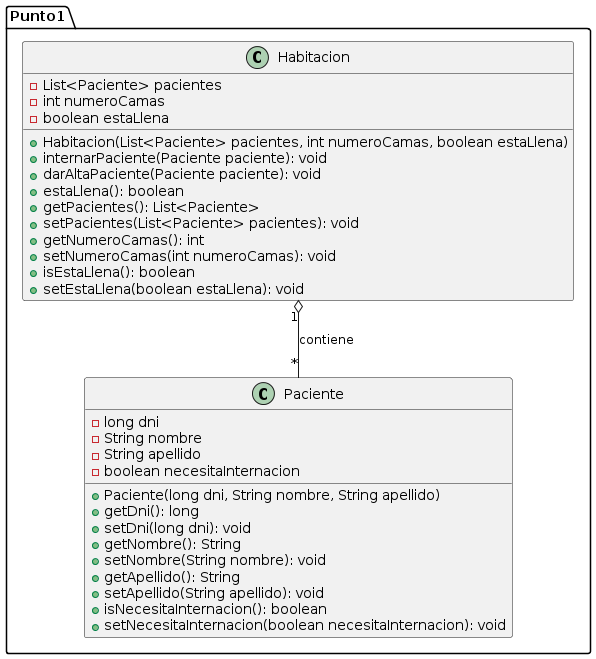 Punto1
C Habitacion
List<Paciente> pacientes
int numeroCamas
boolean estaLlena
Habitacion(List<Paciente> pacientes, int numeroCamas, boolean estaLlena)
internarPaciente(Paciente paciente): void
darAltaPaciente(Paciente paciente): void
estaLlena(): boolean
getPacientes(): List<Paciente>
setPacientes(List<Paciente> pacientes): void
getNumeroCamas(): int
setNumeroCamas(int numeroCamas): void
isEstaLlena(): boolean
setEstaLlena(boolean estaLlena): void
1
contiene
*
C Paciente
long dni
String nombre
String apellido
boolean necesitaInternacion
Paciente(long dni, String nombre, String apellido)
getDni(): long
setDni(long dni): void
getNombre(): String
setNombre(String nombre): void
getApellido(): String
setApellido(String apellido): void
isNecesitaInternacion(): boolean
setNecesitaInternacion(boolean necesitaInternacion): void